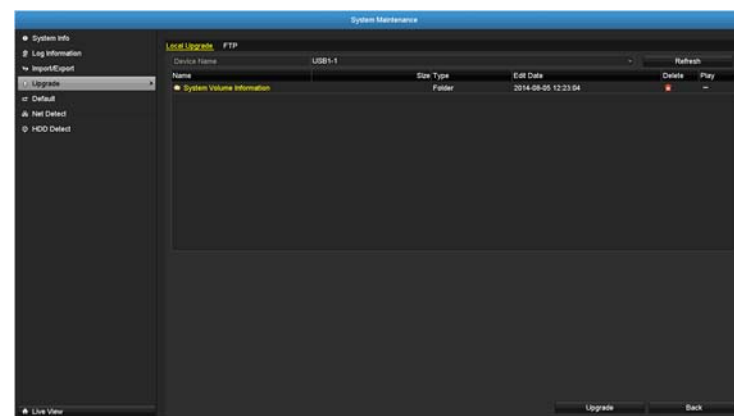 System Maintenance
System Info
Log Information
Import/Export
Upgrade
Default
Net Detect
HDD Detect
Live View
Local Upgrade FTP
Device Name USB1-1 Refresh
Name Size Type Edit Date Delete Play
System Volume Information Folder 2014-08-05 12:23:04
Upgrade Back